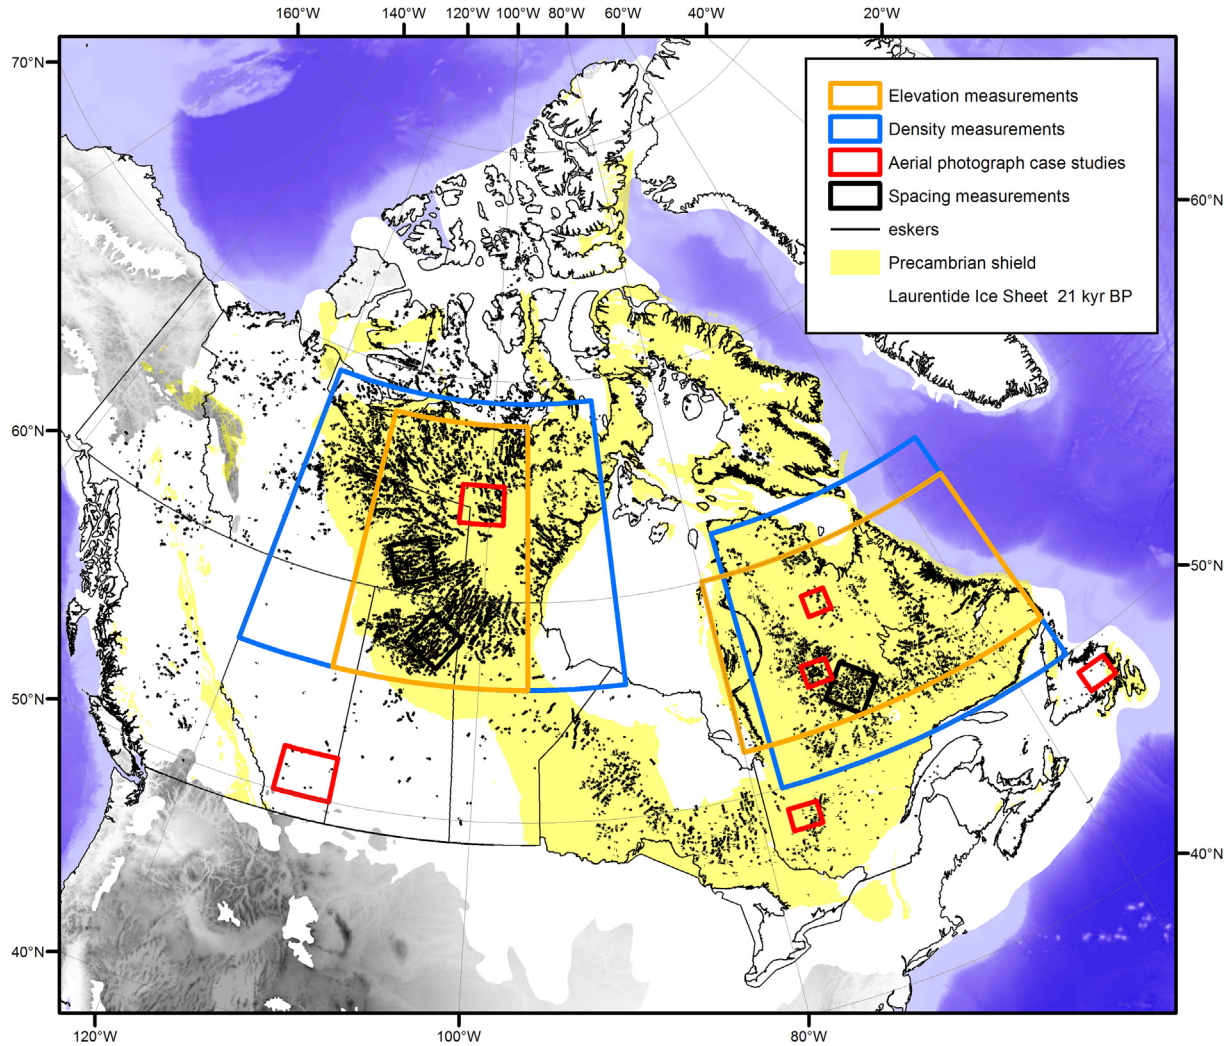 160°W 140°W 120°W 100°W 80°W 60°W 40°W 20°W
70°N
Elevation measurements
Density measurements
Aerial photograph case studies
Spacing measurements
eskers
Precambrian shield
Laurentide Ice Sheet 21 kyr BP
60°N
60°N
50°N
50°N
40°N
40°N
120°W 100°W 80°W